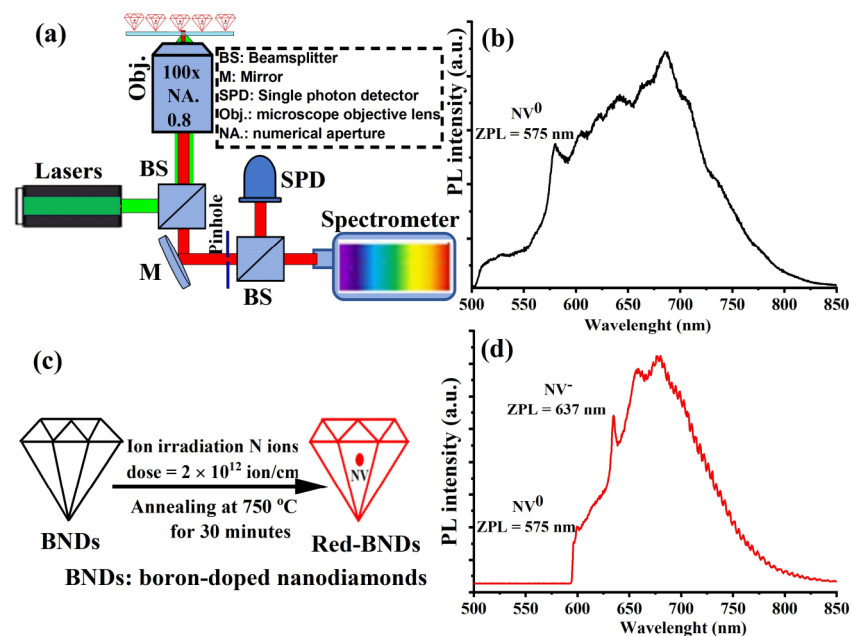 (a)
Obj.
100x
NA.
0.8
BS: Beamsplitter
M: Mirror
SPD: Single photon detector
Obj.: microscope objective lens
NA.: numerical aperture
Lasers
BS
SPD
Pinhole
Spectrometer
M
BS
(b)
PL intensity (a.u.)
NV0
ZPL = 575 nm
500 550 600 650 700 750 800 850
Wavelenght (nm)
(c)
Ion irradiation N ions
dose = 2 × 10¹² ion/cm
Annealing at 750 ºC
for 30 minutes
NV
BNDs
Red-BNDs
BNDs: boron-doped nanodiamonds
(d)
PL intensity (a.u.)
NV-
ZPL = 637 nm
NV0
ZPL = 575 nm
500 550 600 650 700 750 800 850
Wavelenght (nm)